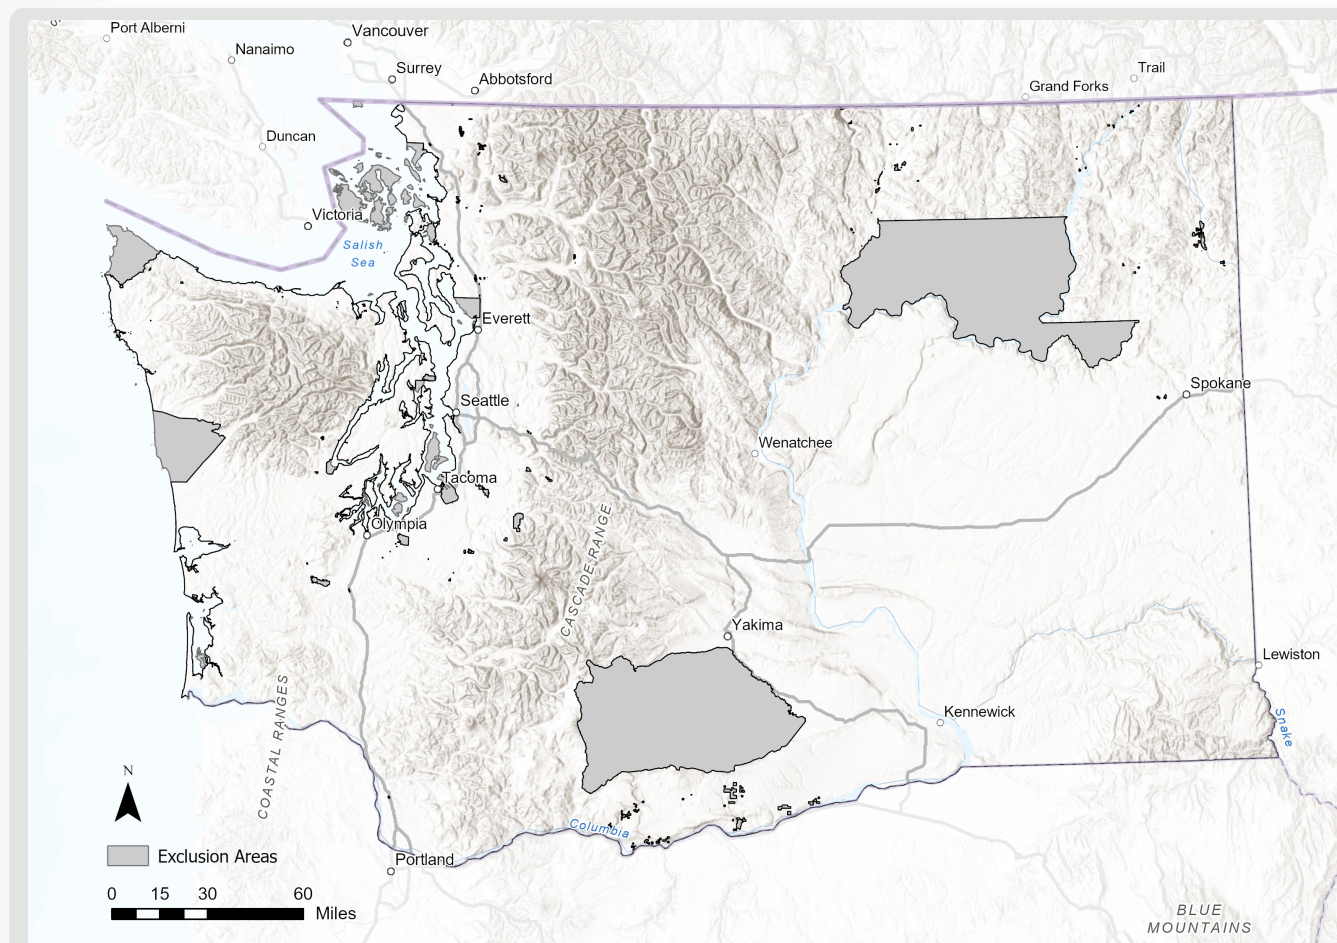 Port Alberni
Vancouver
Nanaimo
Surrey
Abbotsford
Trail
Grand Forks
Duncan
Victoria
Salish
Sea
Everett
Seattle
Spokane
Wenatchee
Tacoma
Olympia
CASCADE RANGE
Yakima
Lewiston
COASTAL RANGES
Kennewick
Snake
N
Columbia
Exclusion Areas
Portland
0 15 30 60
Miles
BLUE
MOUNTAINS